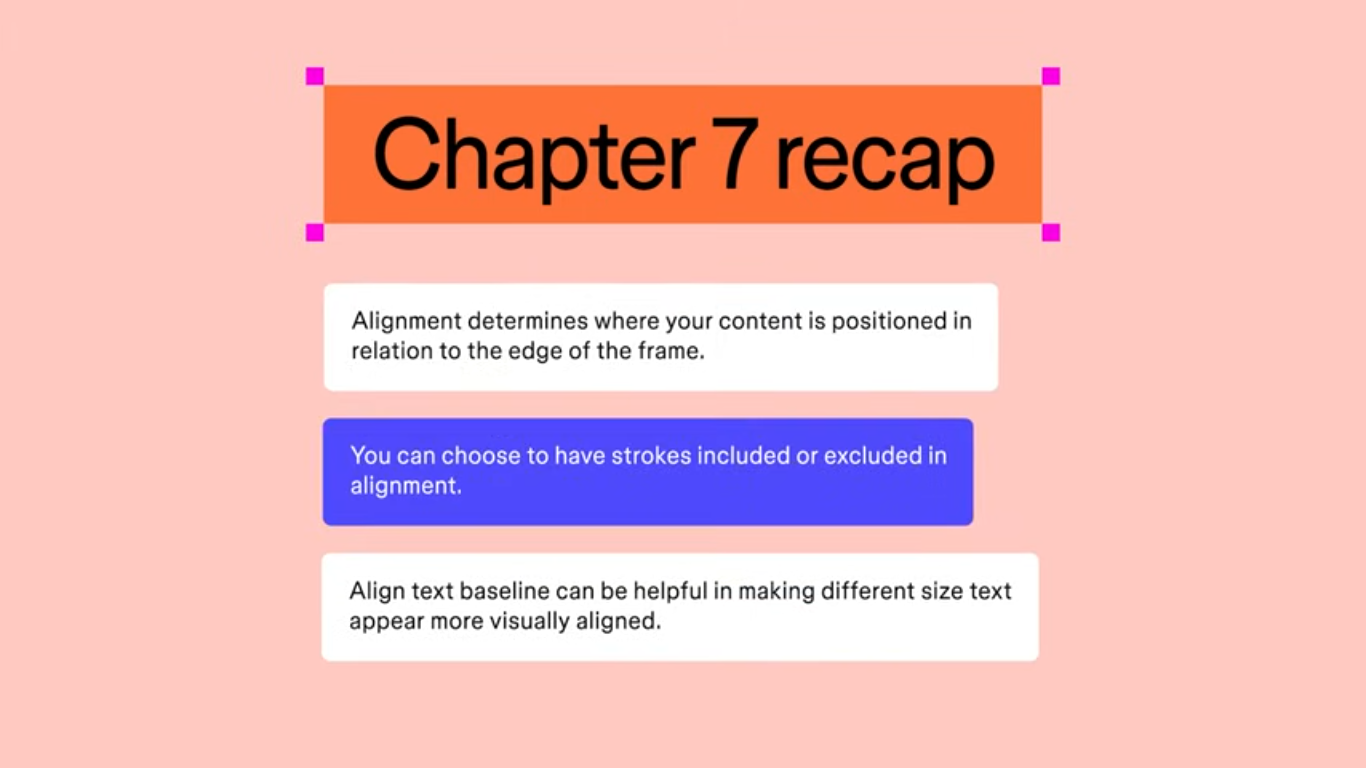 Chapter 7 recap
Alignment determines where your content is positioned in
relation to the edge of the frame.
You can choose to have strokes included or excluded in
alignment.
Align text baseline can be helpful in making different size text
appear more visually aligned.